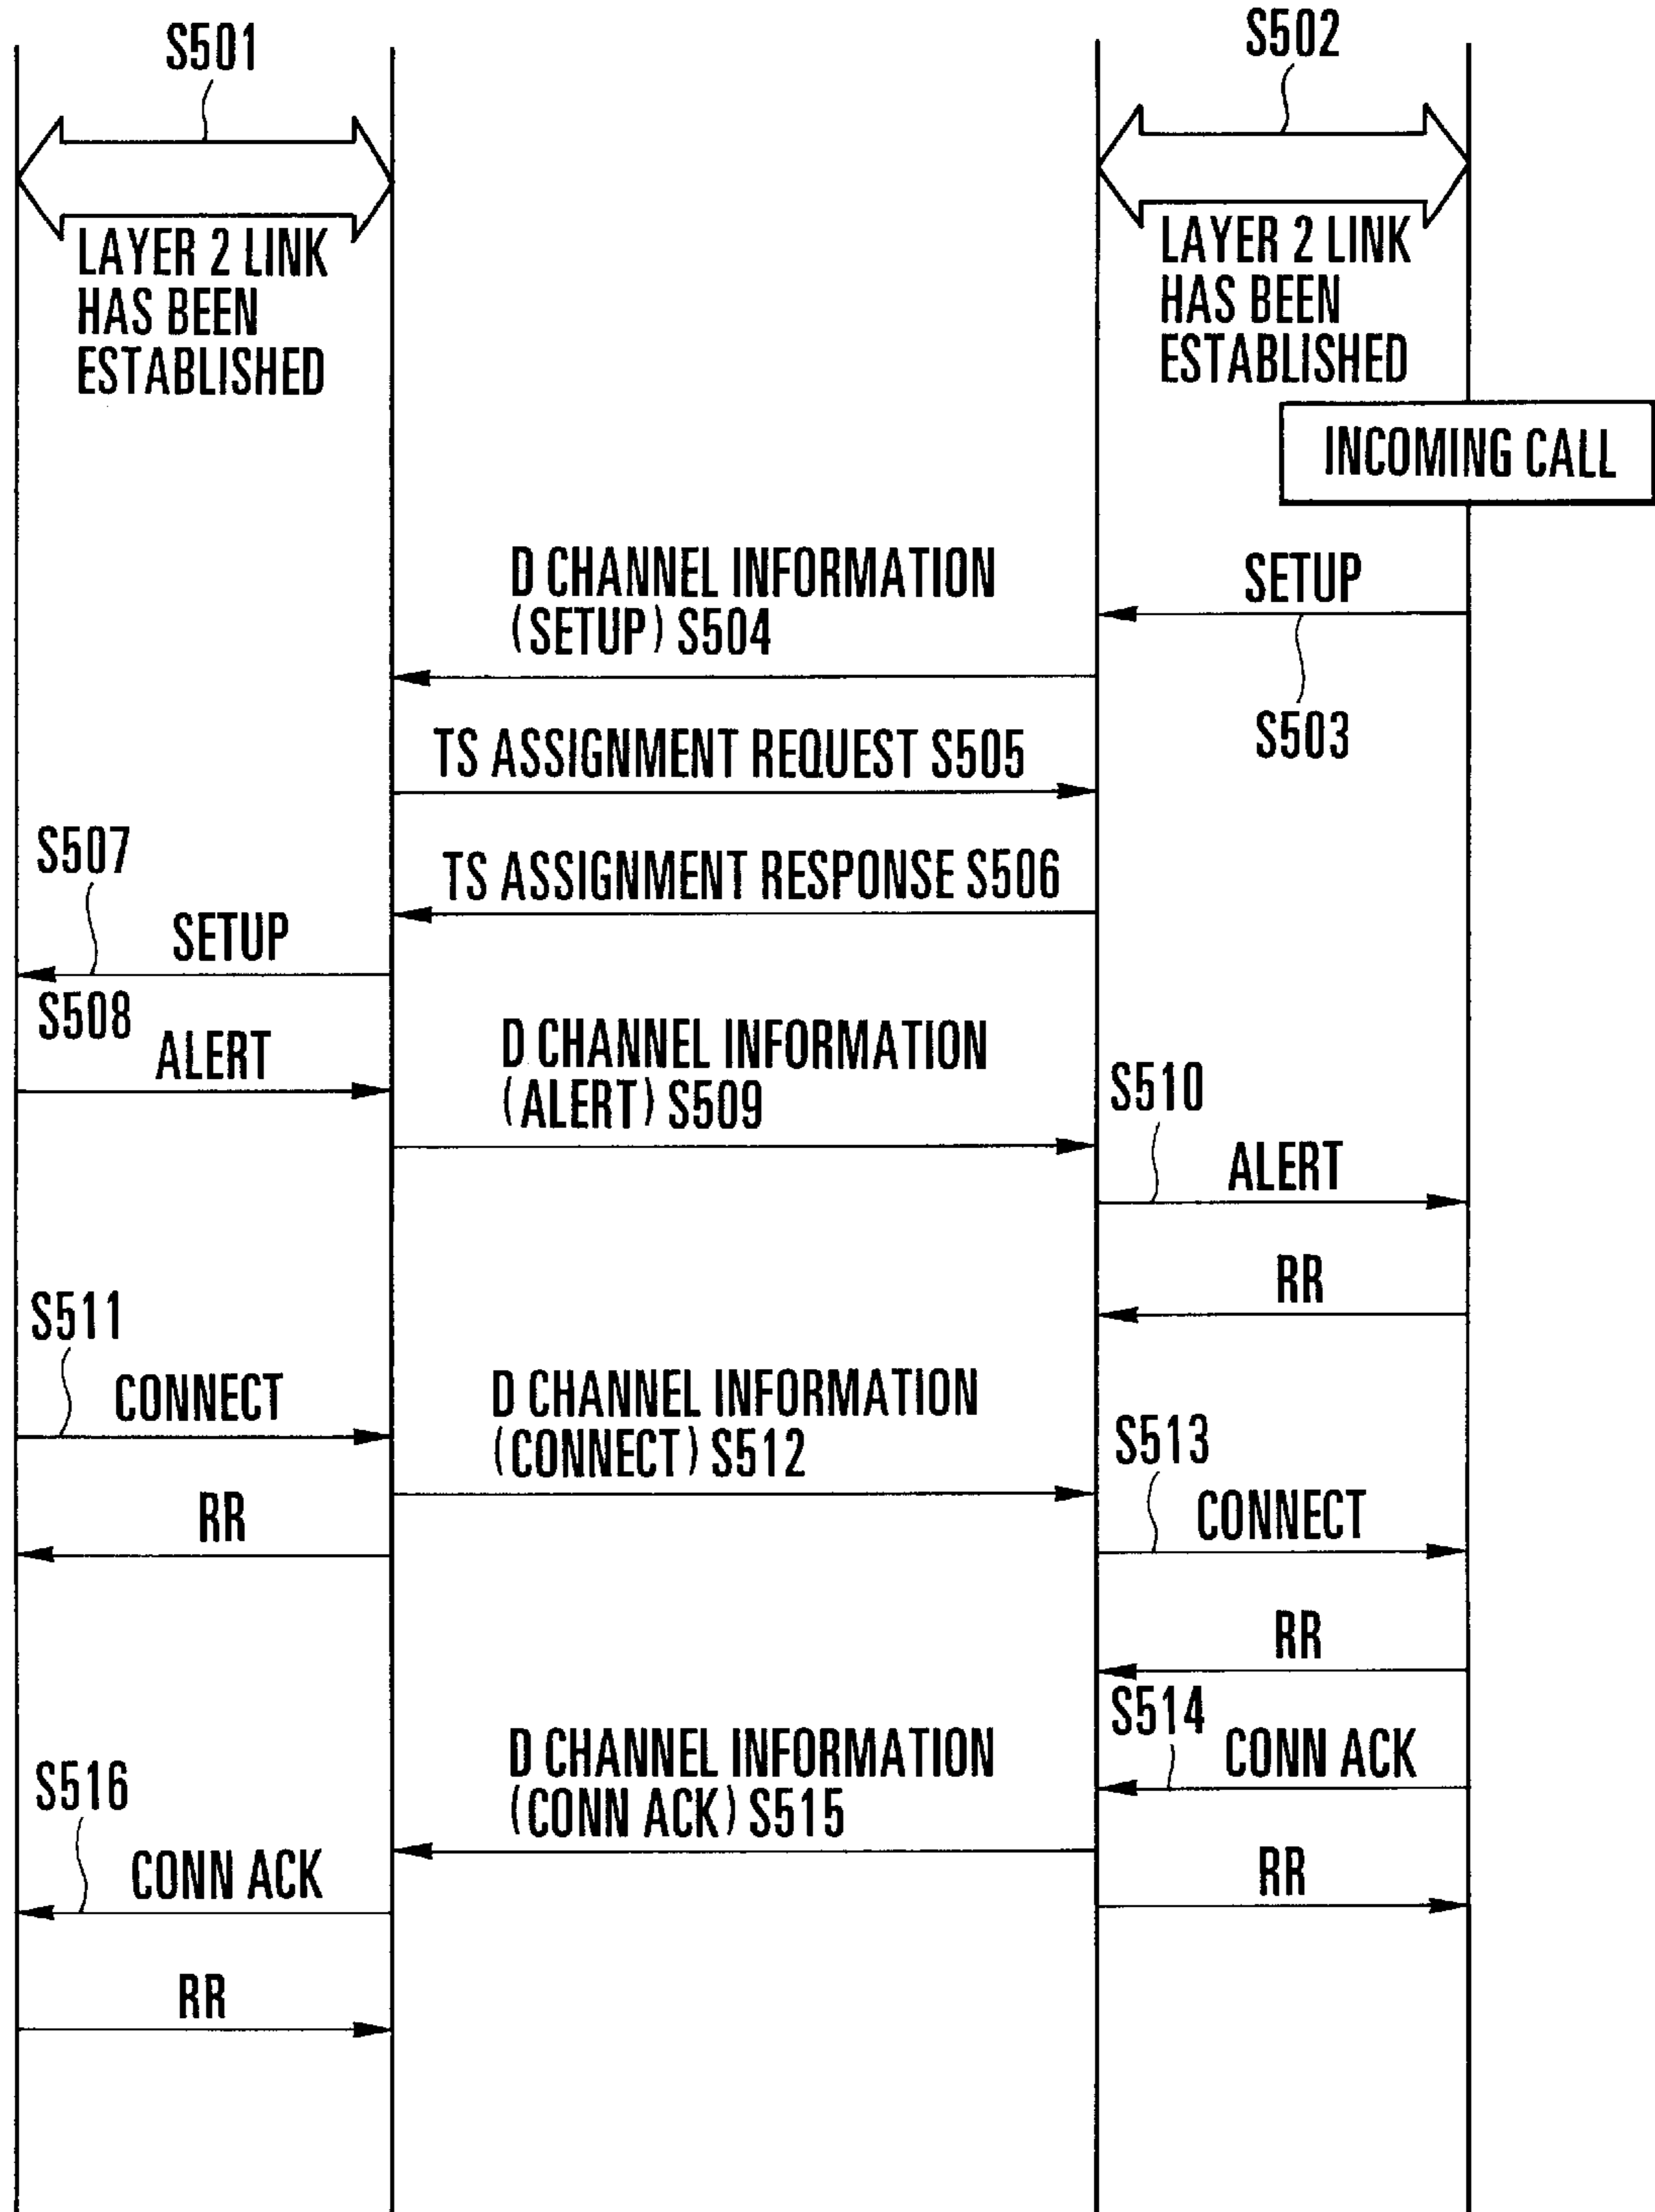 S501
S502
LAYER 2 LINK
HAS BEEN
ESTABLISHED
LAYER 2 LINK
HAS BEEN
ESTABLISHED
INCOMING CALL
SETUP
S503
D CHANNEL INFORMATION
(SETUP) S504
TS ASSIGNMENT REQUEST S505
TS ASSIGNMENT RESPONSE S506
S507
SETUP
S508
ALERT
D CHANNEL INFORMATION
(ALERT) S509
S510
ALERT
RR
S511
CONNECT
D CHANNEL INFORMATION
(CONNECT) S512
S513
CONNECT
RR
RR
S514
CONN ACK
D CHANNEL INFORMATION
(CONN ACK) S515
S516
CONN ACK
RR
RR